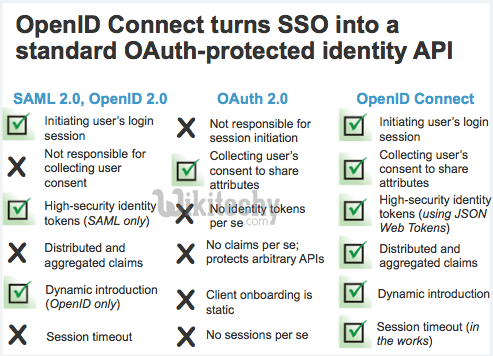 OpenID Connect turns SSO into a
standard OAuth-protected identity API
SAML 2.0, OpenID 2.0
Initiating user's login
session
Not responsible for
collecting user
consent
High-security identity
tokens (SAML only)
Distributed and
aggregated claims
Dynamic introduction
(OpenID only)
Session timeout
OAuth 2.0
Not responsible for
session initiation
Collecting user's
consent to share
attributes
No identity tokens
per se
No claims per se;
protects arbitrary APIs
Client onboarding is
static
No sessions per se
OpenID Connect
Initiating user's login
session
Collecting user's
consent to share
attributes
High-security identity
tokens (using JSON
Web Tokens)
Distributed and
aggregated claims
Dynamic introduction
Session timeout (in
the works)
Wikitechy
.com